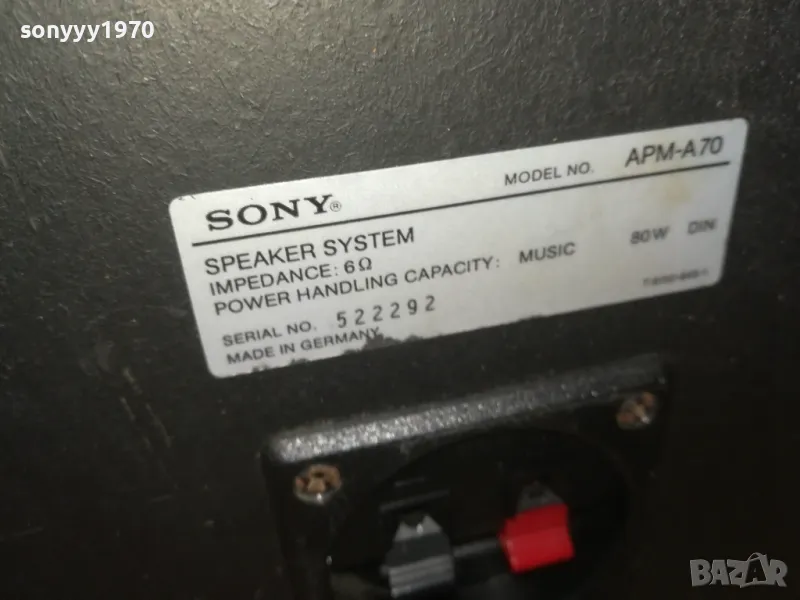 sonyyy1970
SONY® MODEL NO. APM-A70
SPEAKER SYSTEM
IMPEDANCE: 6Ω
POWER HANDLING CAPACITY: MUSIC 80W DIN
SERIAL NO. 522292
MADE IN GERMANY
BAZAR